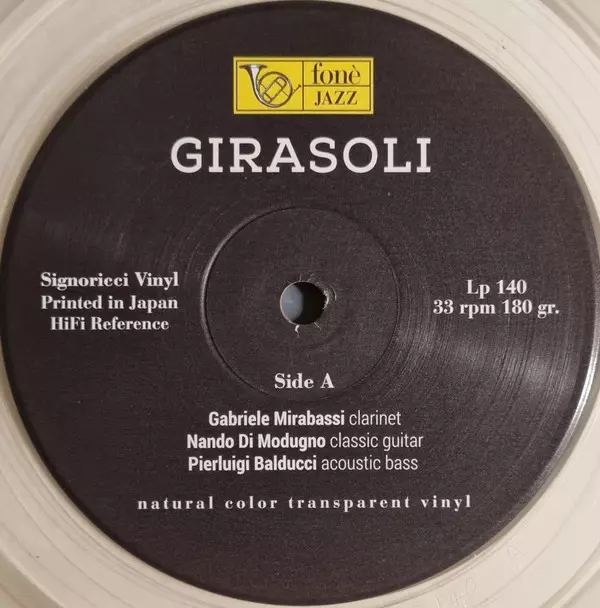 fonè
JAZZ
GIRASOLI
Signoricci Vinyl
Printed in Japan
HiFi Reference
Lp 140
33 rpm 180 gr.
Side A
Gabriele Mirabassi clarinet
Nando Di Modugno classic guitar
Pierluigi Balducci acoustic bass
natural color transparent vinyl